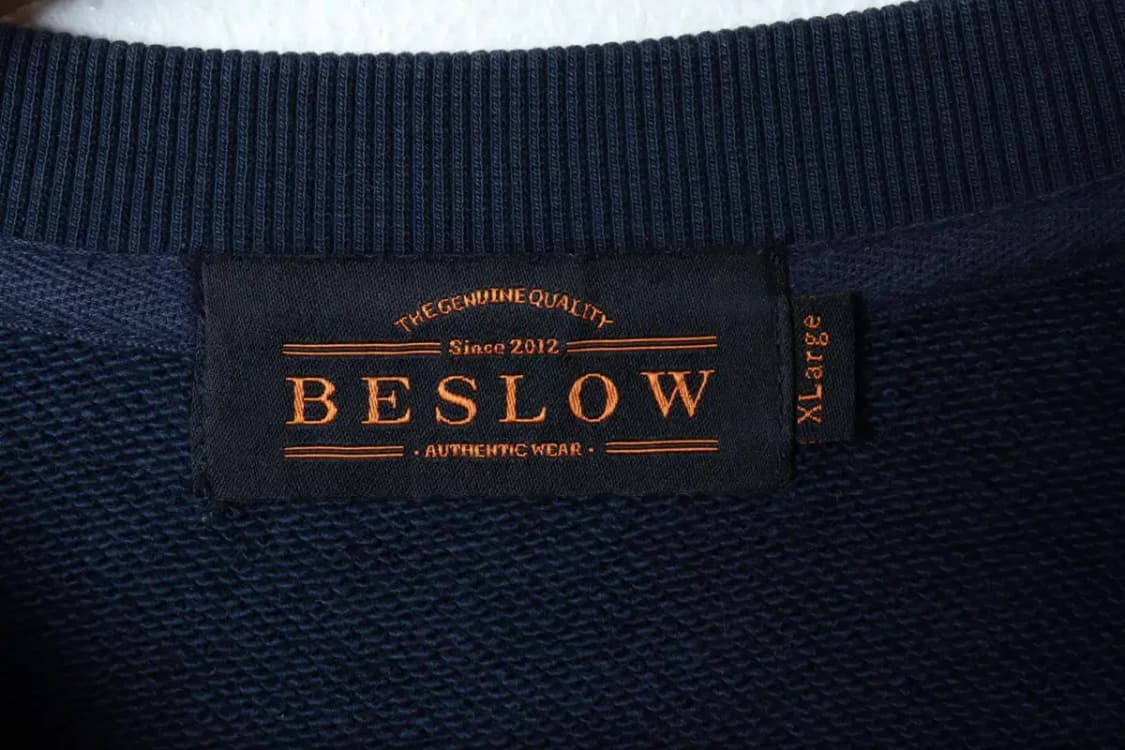 THE GENUINE QUALITY
Since 2012
BESLOW
· AUTHENTIC WEAR ·
XLarge